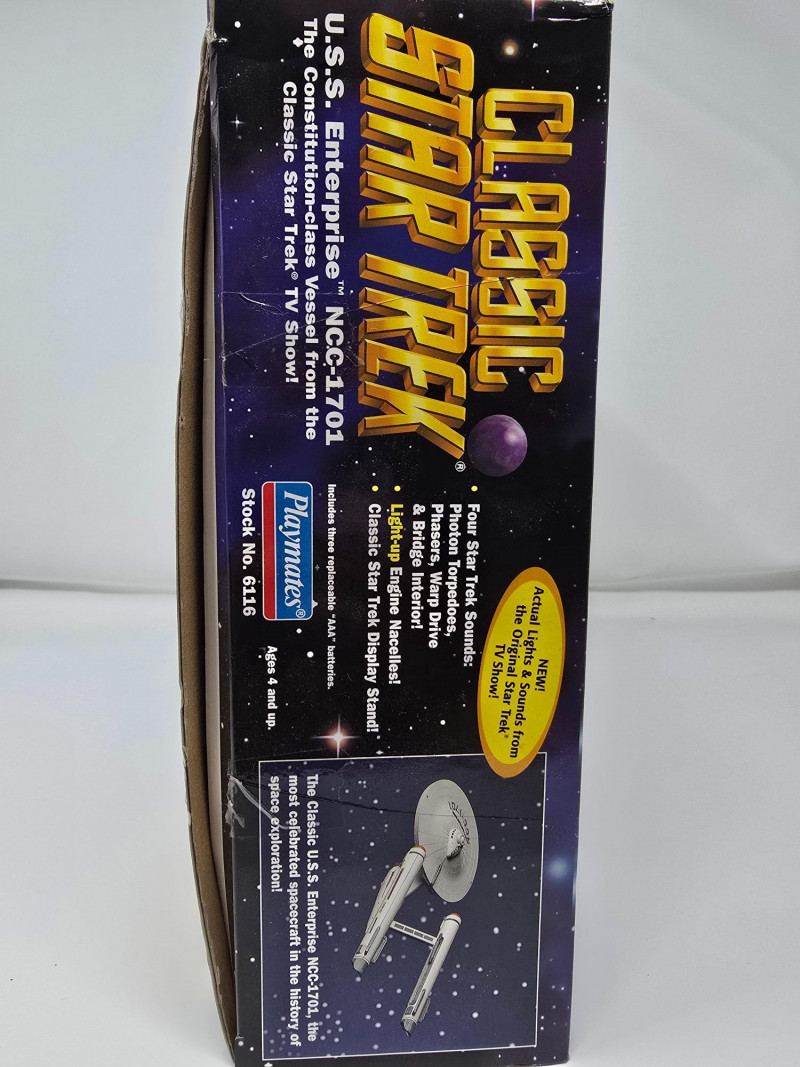 CLASSIC
STAR TREK®
U.S.S. Enterprise™ NCC-1701
The Constitution-class Vessel from the
Classic Star Trek® TV Show!
NEW!
Actual Lights & Sounds from
the Original Star Trek®
TV Show!
• Four Star Trek Sounds:
Photon Torpedoes,
Phasers, Warp Drive
& Bridge Interior!
• Light-up Engine Nacelles!
• Classic Star Trek Display Stand!
Includes three replaceable "AAA" batteries.
Playmates®
Stock No. 6116
Ages 4 and up.
The Classic U.S.S. Enterprise NCC-1701, the
most celebrated spacecraft in the history of
space exploration!